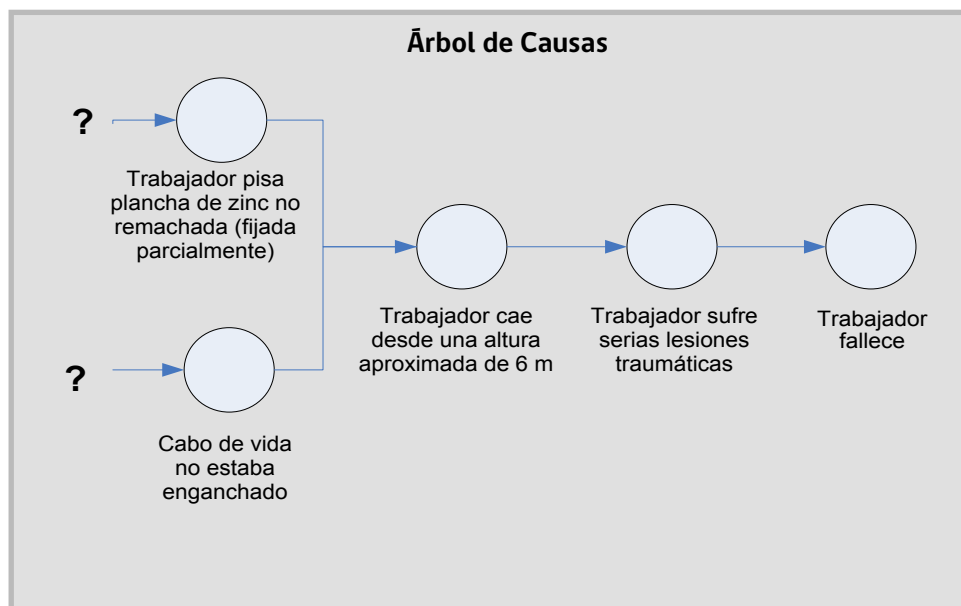 Árbol de Causas
?
Trabajador pisa
plancha de zinc no
remachada (fijada
parcialmente)
Trabajador cae
desde una altura
aproximada de 6 m
Trabajador sufre
serias lesiones
traumáticas
Trabajador
fallece
?
Cabo de vida
no estaba
enganchado